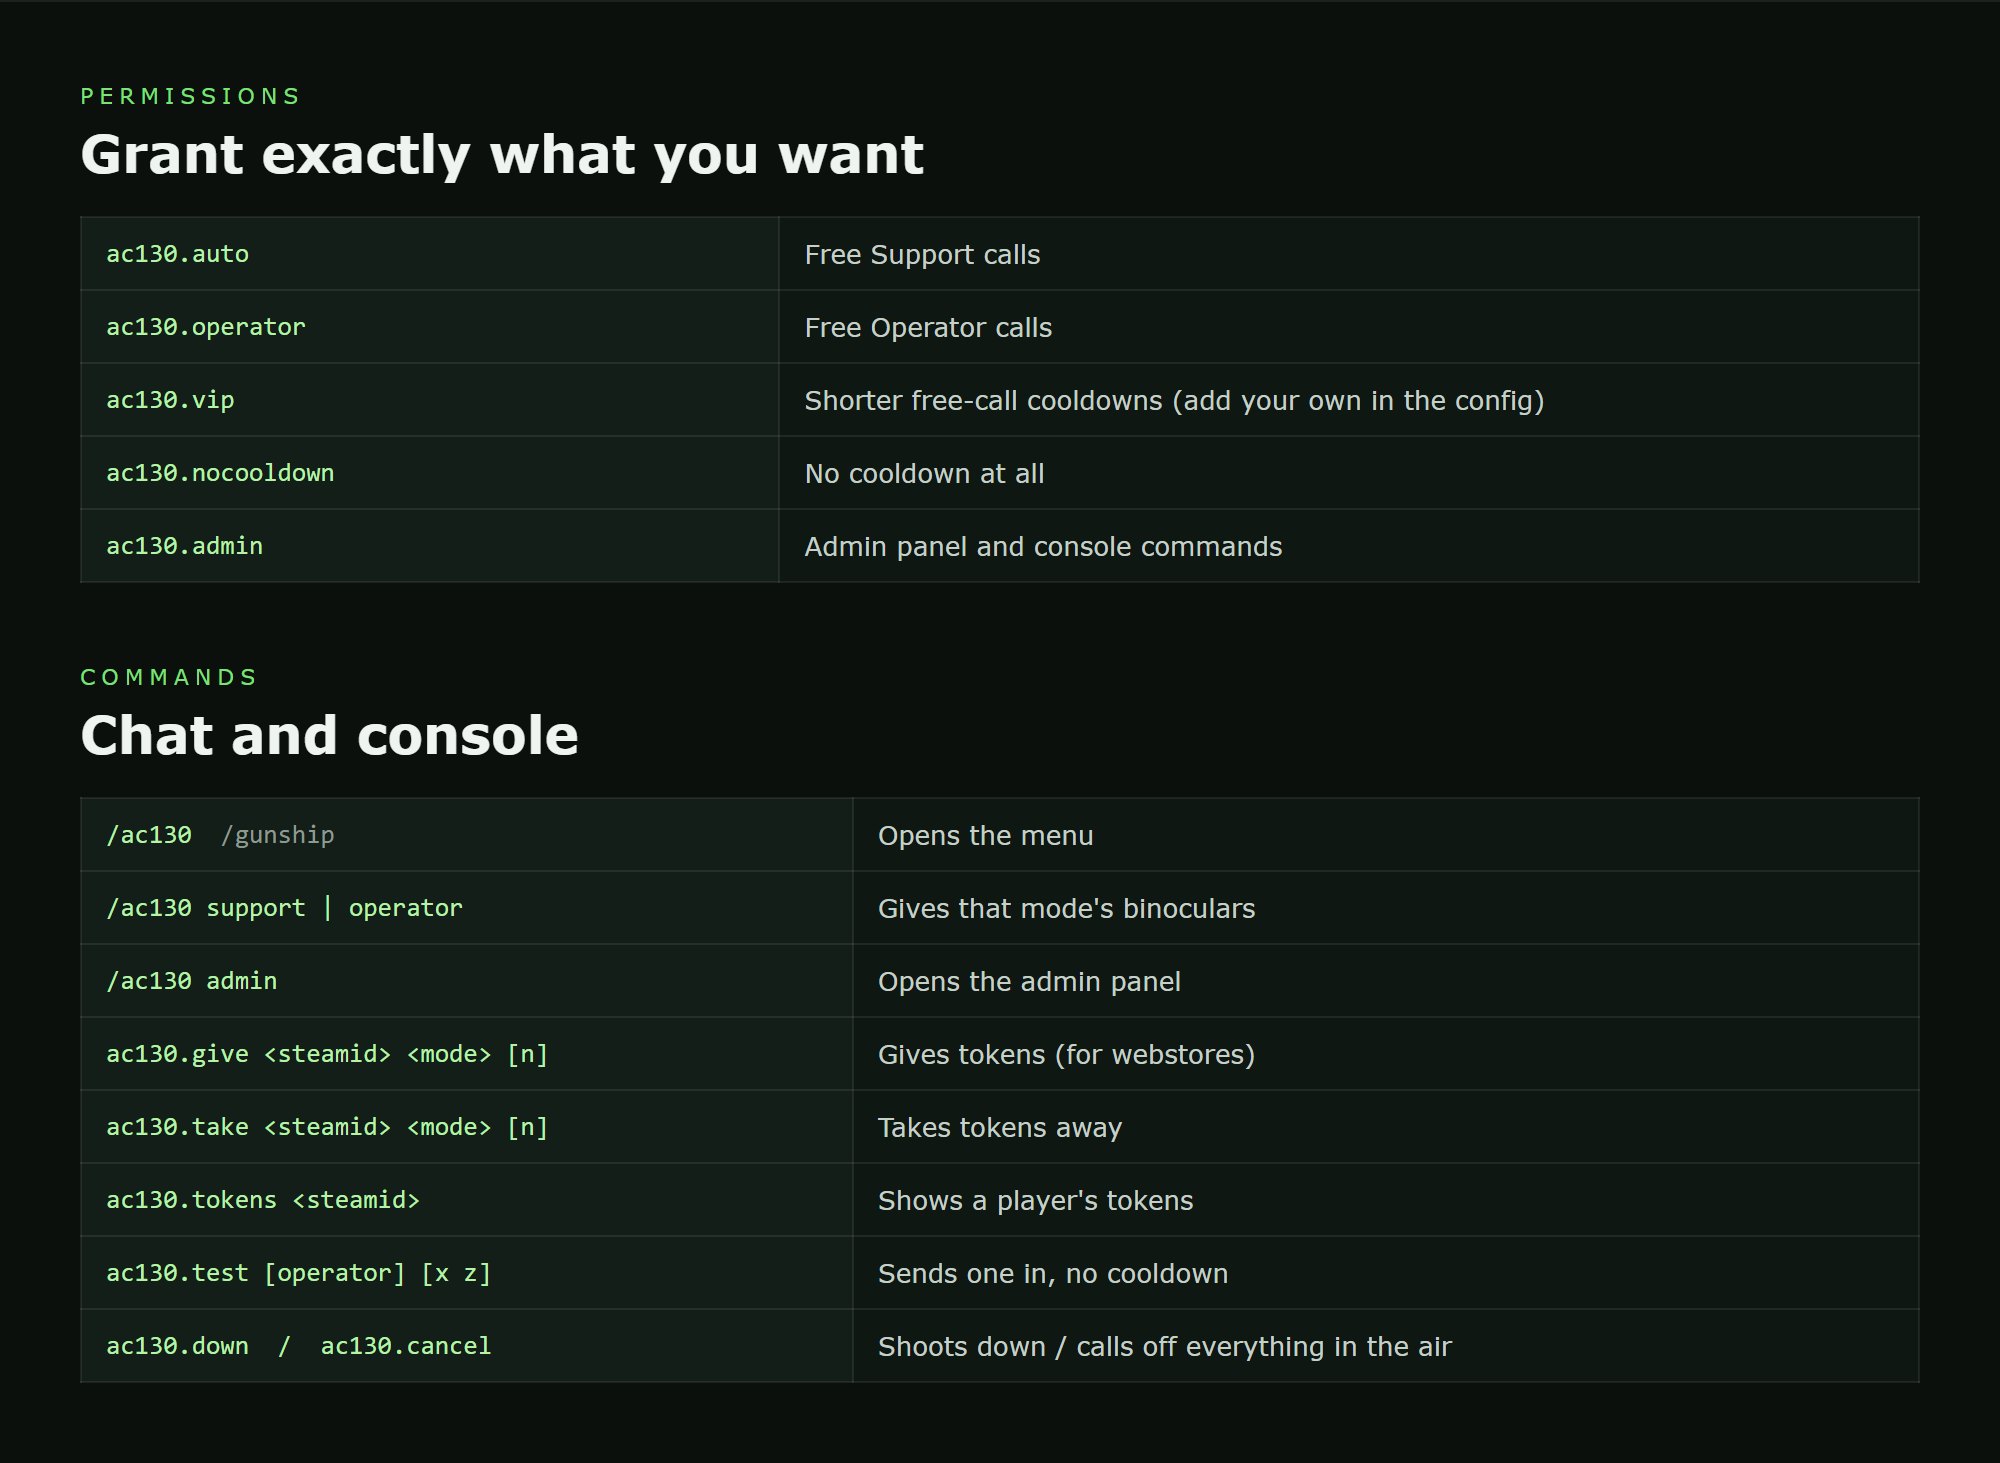 PERMISSIONS
Grant exactly what you want
ac130.auto Free Support calls
ac130.operator Free Operator calls
ac130.vip Shorter free-call cooldowns (add your own in the config)
ac130.nocooldown No cooldown at all
ac130.admin Admin panel and console commands
COMMANDS
Chat and console
/ac130 /gunship Opens the menu
/ac130 support | operator Gives that mode's binoculars
/ac130 admin Opens the admin panel
ac130.give <steamid> <mode> [n] Gives tokens (for webstores)
ac130.take <steamid> <mode> [n] Takes tokens away
ac130.tokens <steamid> Shows a player's tokens
ac130.test [operator] [x z] Sends one in, no cooldown
ac130.down / ac130.cancel Shoots down / calls off everything in the air